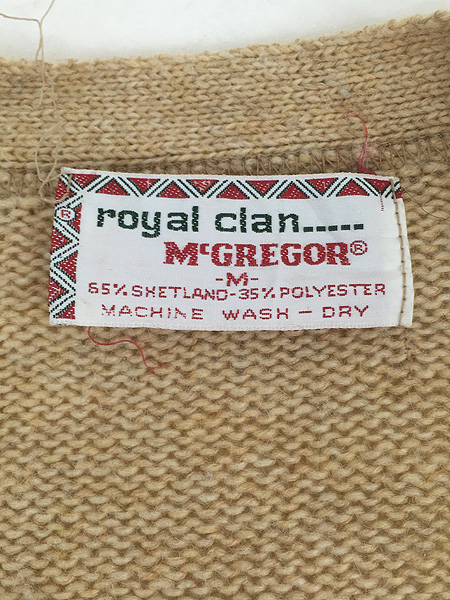 ® royal clan.....
McGREGOR®
-M-
65% SHETLAND-35% POLYESTER
MACHINE WASH — DRY